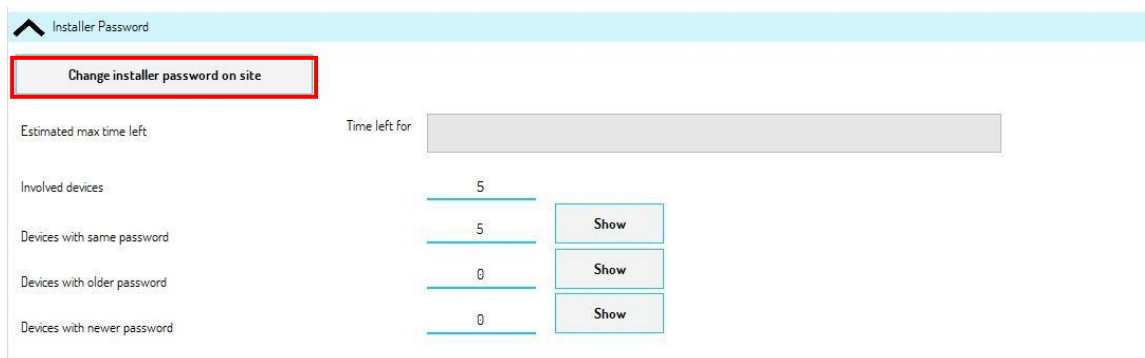 Installer Password
Change installer password on site
Estimated max time left Time left for
Involved devices 5
Devices with same password 5 Show
Devices with older password 0 Show
Devices with newer password 0 Show